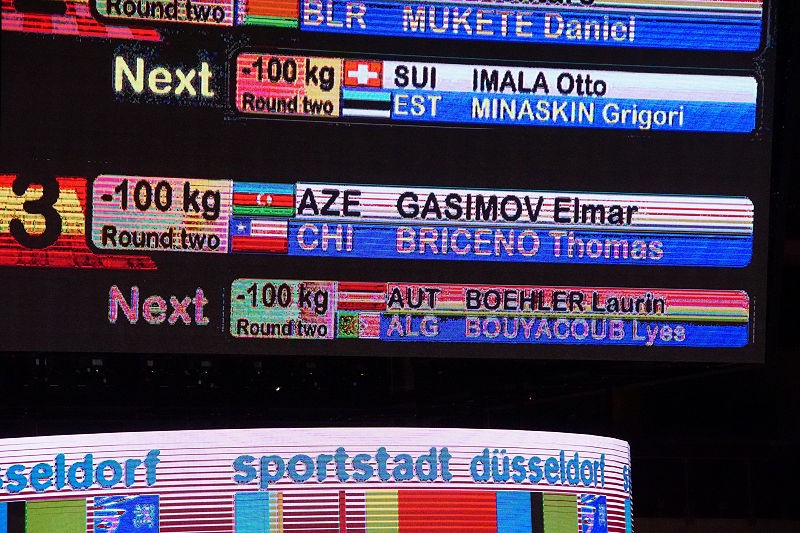 Round two
BLR MUKETE Daniel
Next -100 kg SUI IMALA Otto
Round two EST MINASKIN Grigori
3 -100 kg AZE GASIMOV Elmar
Round two CHI BRICENO Thomas
Next -100 kg AUT BOEHLER Laurin
Round two ALG BOUYACOUB Lyes
sseldorf sportstadt düsseldorf s